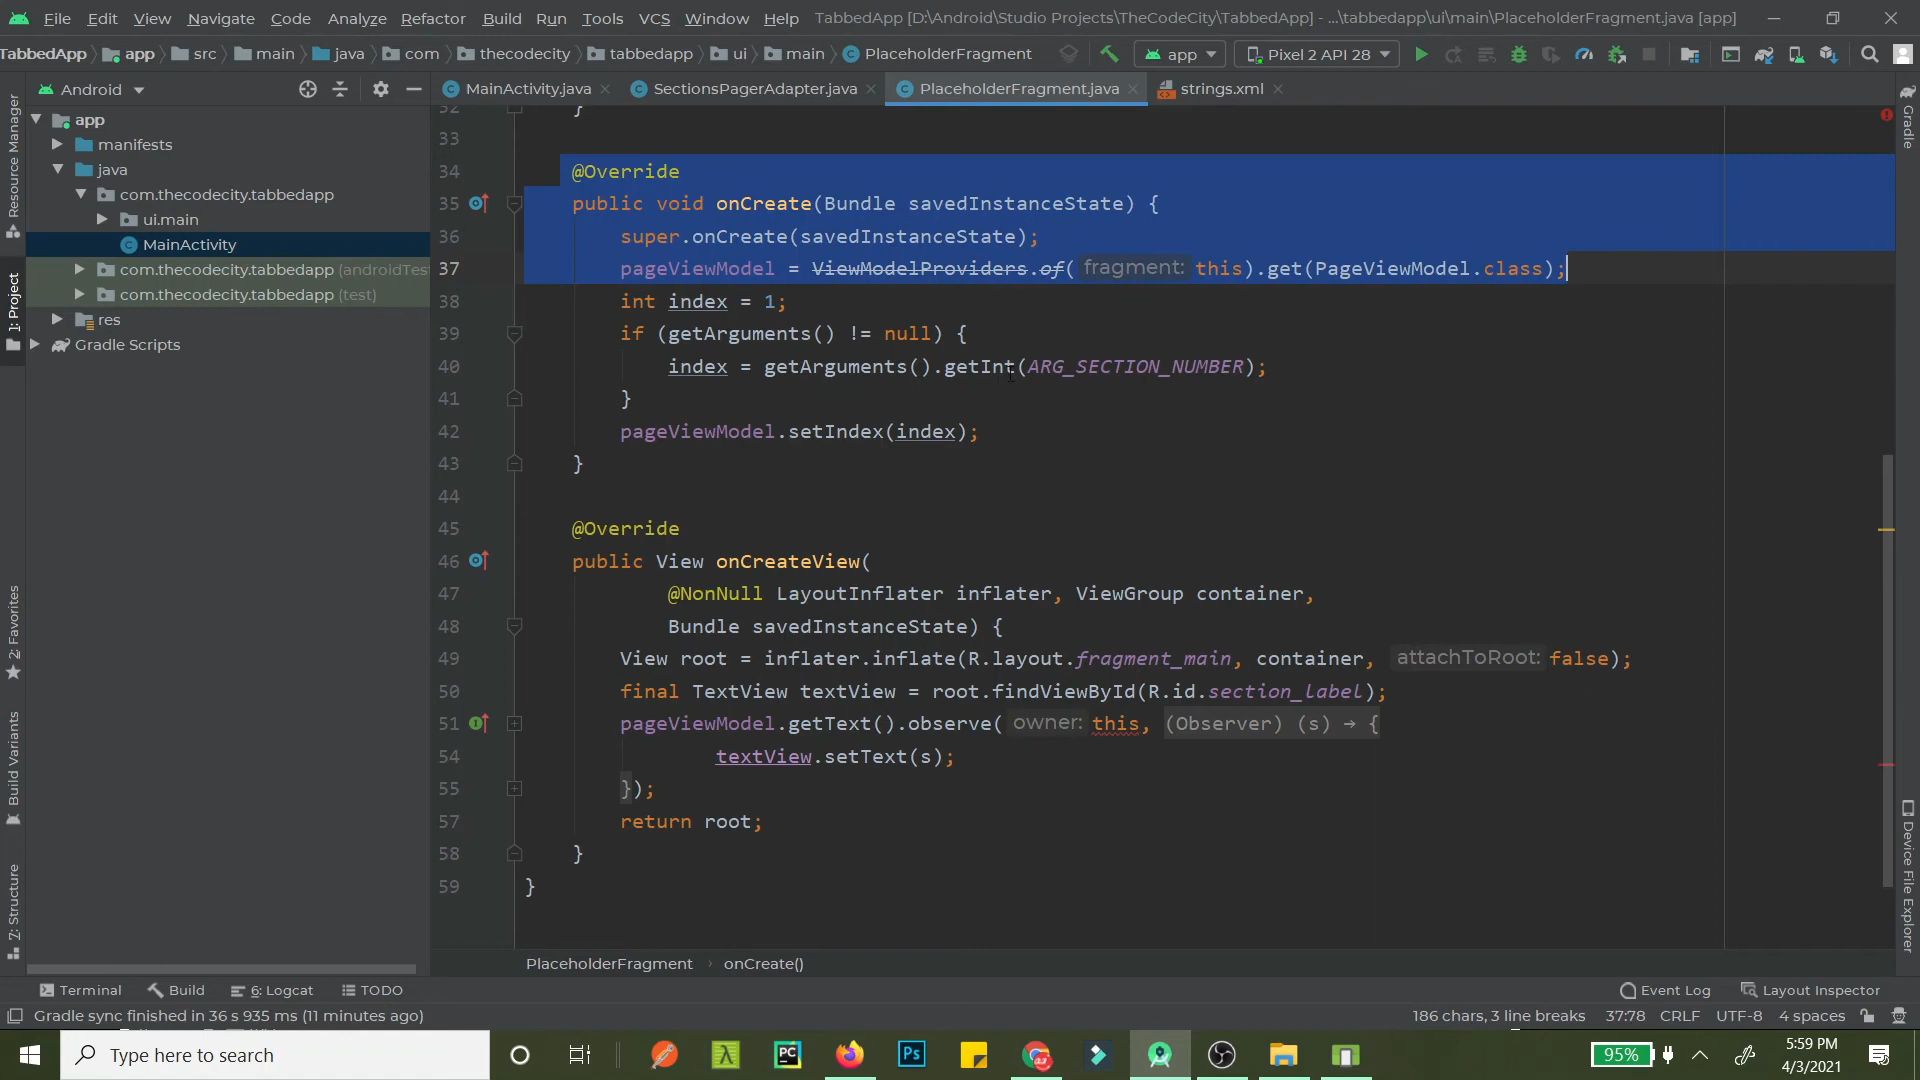 File Edit View Navigate Code Analyze Refactor Build Run Tools VCS Window Help TabbedApp [D:\Android\Studio Projects\TheCodeCity\TabbedApp] - ...\tabbedapp\ui\main\PlaceholderFragment.java [app]
TabbedApp app src main java com thecodecity tabbedapp ui main PlaceholderFragment app Pixel 2 API 28
Android MainActivity.java SectionsPagerAdapter.java PlaceholderFragment.java strings.xml
Resource Manager
1: Project
2: Favorites
Build Variants
7: Structure
app
manifests
java
com.thecodecity.tabbedapp
ui.main
MainActivity
com.thecodecity.tabbedapp (androidTes
com.thecodecity.tabbedapp (test)
res
Gradle Scripts
32 }
33
34 @Override
35 public void onCreate(Bundle savedInstanceState) {
36 super.onCreate(savedInstanceState);
37 pageViewModel = ViewModelProviders.of( fragment: this).get(PageViewModel.class);
38 int index = 1;
39 if (getArguments() != null) {
40 index = getArguments().getInt(ARG_SECTION_NUMBER);
41 }
42 pageViewModel.setIndex(index);
43 }
44
45 @Override
46 public View onCreateView(
47 @NonNull LayoutInflater inflater, ViewGroup container,
48 Bundle savedInstanceState) {
49 View root = inflater.inflate(R.layout.fragment_main, container, attachToRoot: false);
50 final TextView textView = root.findViewById(R.id.section_label);
51 pageViewModel.getText().observe( owner: this, (Observer) (s) → {
54 textView.setText(s);
55 });
57 return root;
58 }
59 }
Gradle
Device File Explorer
PlaceholderFragment › onCreate()
Terminal Build 6: Logcat TODO Event Log Layout Inspector
Gradle sync finished in 36 s 935 ms (11 minutes ago) 186 chars, 3 line breaks 37:78 CRLF UTF-8 4 spaces
Type here to search PC Ps 95% 5:59 PM
4/3/2021